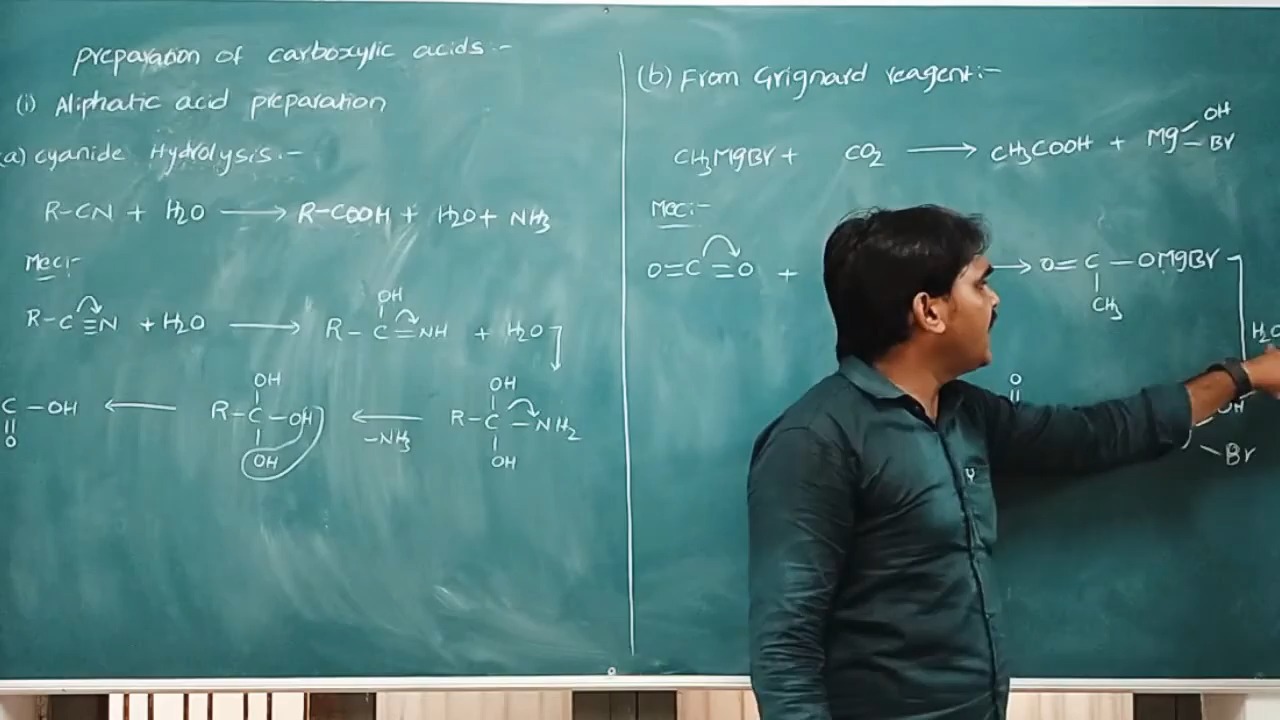 preparation of carboxylic acids:-
(i) Aliphatic acid preparation
(a) cyanide Hydrolysis:-
R-CN + H2O ⟶ R-COOH + H2O + NH3
Mec:-
R-C≡N + H2O ⟶ R-C=NH + H2O
OH
C-OH ⟵ R-C-OH ⟵ R-C-NH2
O
OH
OH
-NH3
OH
OH
(b) From Grignard reagent:-
CH3MgBr + CO2 ⟶ CH3COOH + Mg
OH
Br
Mec:-
O=C=O + ⟶ O=C-OMgBr
CH3
H2O
O
OH
Br